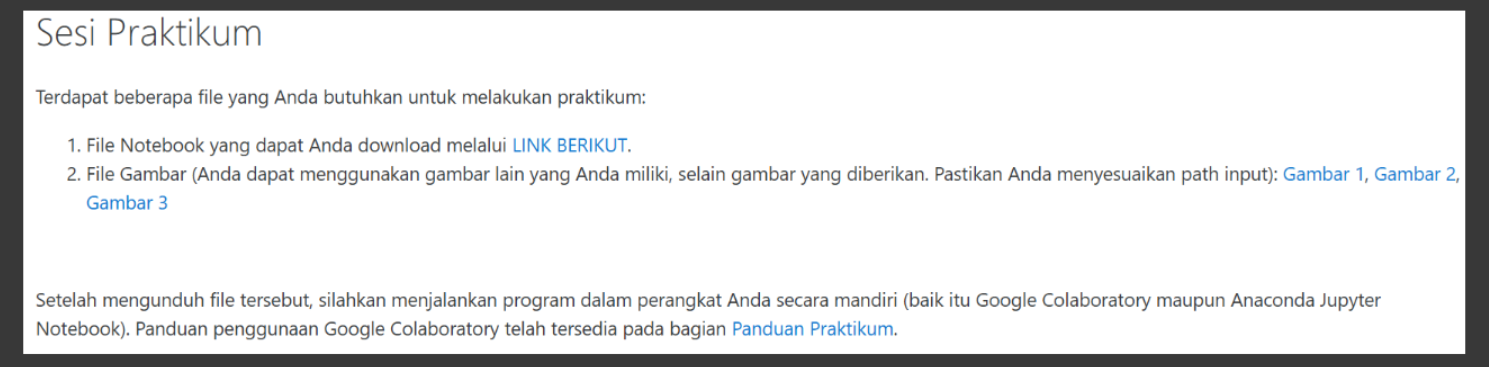 Sesi Praktikum
Terdapat beberapa file yang Anda butuhkan untuk melakukan praktikum:
1. File Notebook yang dapat Anda download melalui LINK BERIKUT.
2. File Gambar (Anda dapat menggunakan gambar lain yang Anda miliki, selain gambar yang diberikan. Pastikan Anda menyesuaikan path input): Gambar 1, Gambar 2,
Gambar 3
Setelah mengunduh file tersebut, silahkan menjalankan program dalam perangkat Anda secara mandiri (baik itu Google Colaboratory maupun Anaconda Jupyter
Notebook). Panduan penggunaan Google Colaboratory telah tersedia pada bagian Panduan Praktikum.